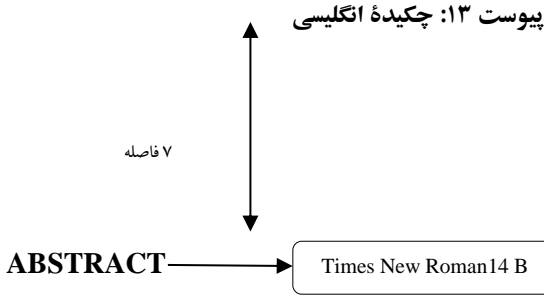 پیوست ۱۳: چکیدهٔ انگلیسی
۷ فاصله
ABSTRACT
Times New Roman14 B